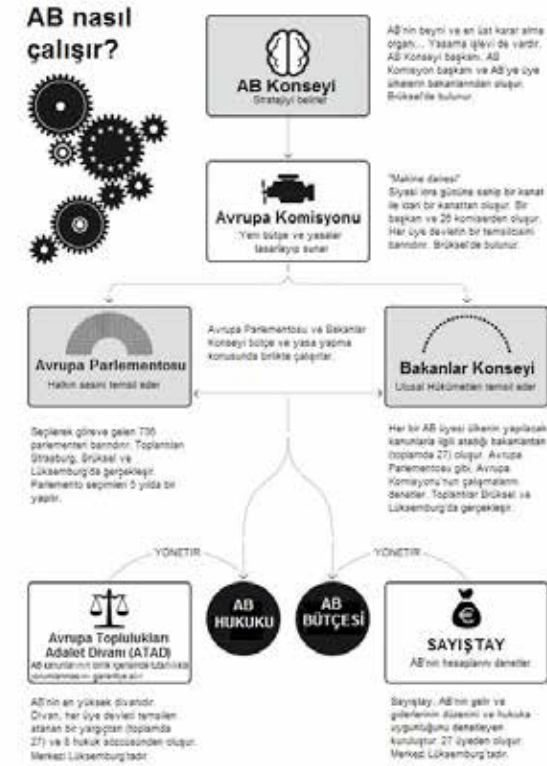 AB nasıl
çalışır?
AB Konseyi
Stratejiyi belirler
AB'nin beyni ve en üst karar alma
organı... Yasama işlevi de vardır.
AB Konseyi başkanı, AB
Komisyon başkanı ve AB'ye üye
ülkelerin bakanlarından oluşur.
Brüksel'de bulunur.
Avrupa Komisyonu
Yeni bütçe ve yasalar
tasarlayıp sunar
"Makine dairesi"
Siyasi icra gücüne sahip bir kanat
ile idari bir kanattan oluşur. Bir
başkan ve 26 komiserden oluşur.
Her üye devletin bir temsilcisini
barındırır. Brüksel'de bulunur.
Avrupa Parlementosu
Halkın sesini temsil eder
Avrupa Parlementosu ve Bakanlar
Konseyi bütçe ve yasa yapma
konusunda birlikte çalışırlar.
Bakanlar Konseyi
Ulusal Hükümetleri temsil eder
Seçilerek göreve gelen 736
parlementeri barındırır. Toplantıları
Strasburg, Brüksel ve
Lüksemburg'da gerçekleşir.
Parlemento seçimleri 5 yılda bir
yapılır.
Her bir AB üyesi ülkenin yapılacak
kanunlarla ilgili atadığı bakanlardan
(toplamda 27) oluşur. Avrupa
Parlementosu gibi, Avrupa
Komisyonu'nun çalışmalarını
denetler. Toplantılar Brüksel ve
Lüksemburg'da gerçekleşir.
YÖNETİR
YÖNETİR
AB
HUKUKU
AB
BÜTÇESİ
Avrupa Toplulukları
Adalet Divanı (ATAD)
AB kanunlarının birlik içerisinde tutarlılıkla
yorumlanmasını garantiye alır
SAYIŞTAY
AB'nin hesaplarını denetler
AB'nin en yüksek divanıdır.
Divan, her üye devleti temsilen
atanan bir yargıçtan (toplamda
27) ve 8 hukuk sözcüsünden oluşur.
Merkezi Lüksemburg'tadır.
Sayıştay, AB'nin gelir ve
giderlerinin düzenini ve hukuka
uygunluğunu denetleyen
kuruluştur. 27 üyeden oluşur.
Merkezi Lüksemburg'tadır.